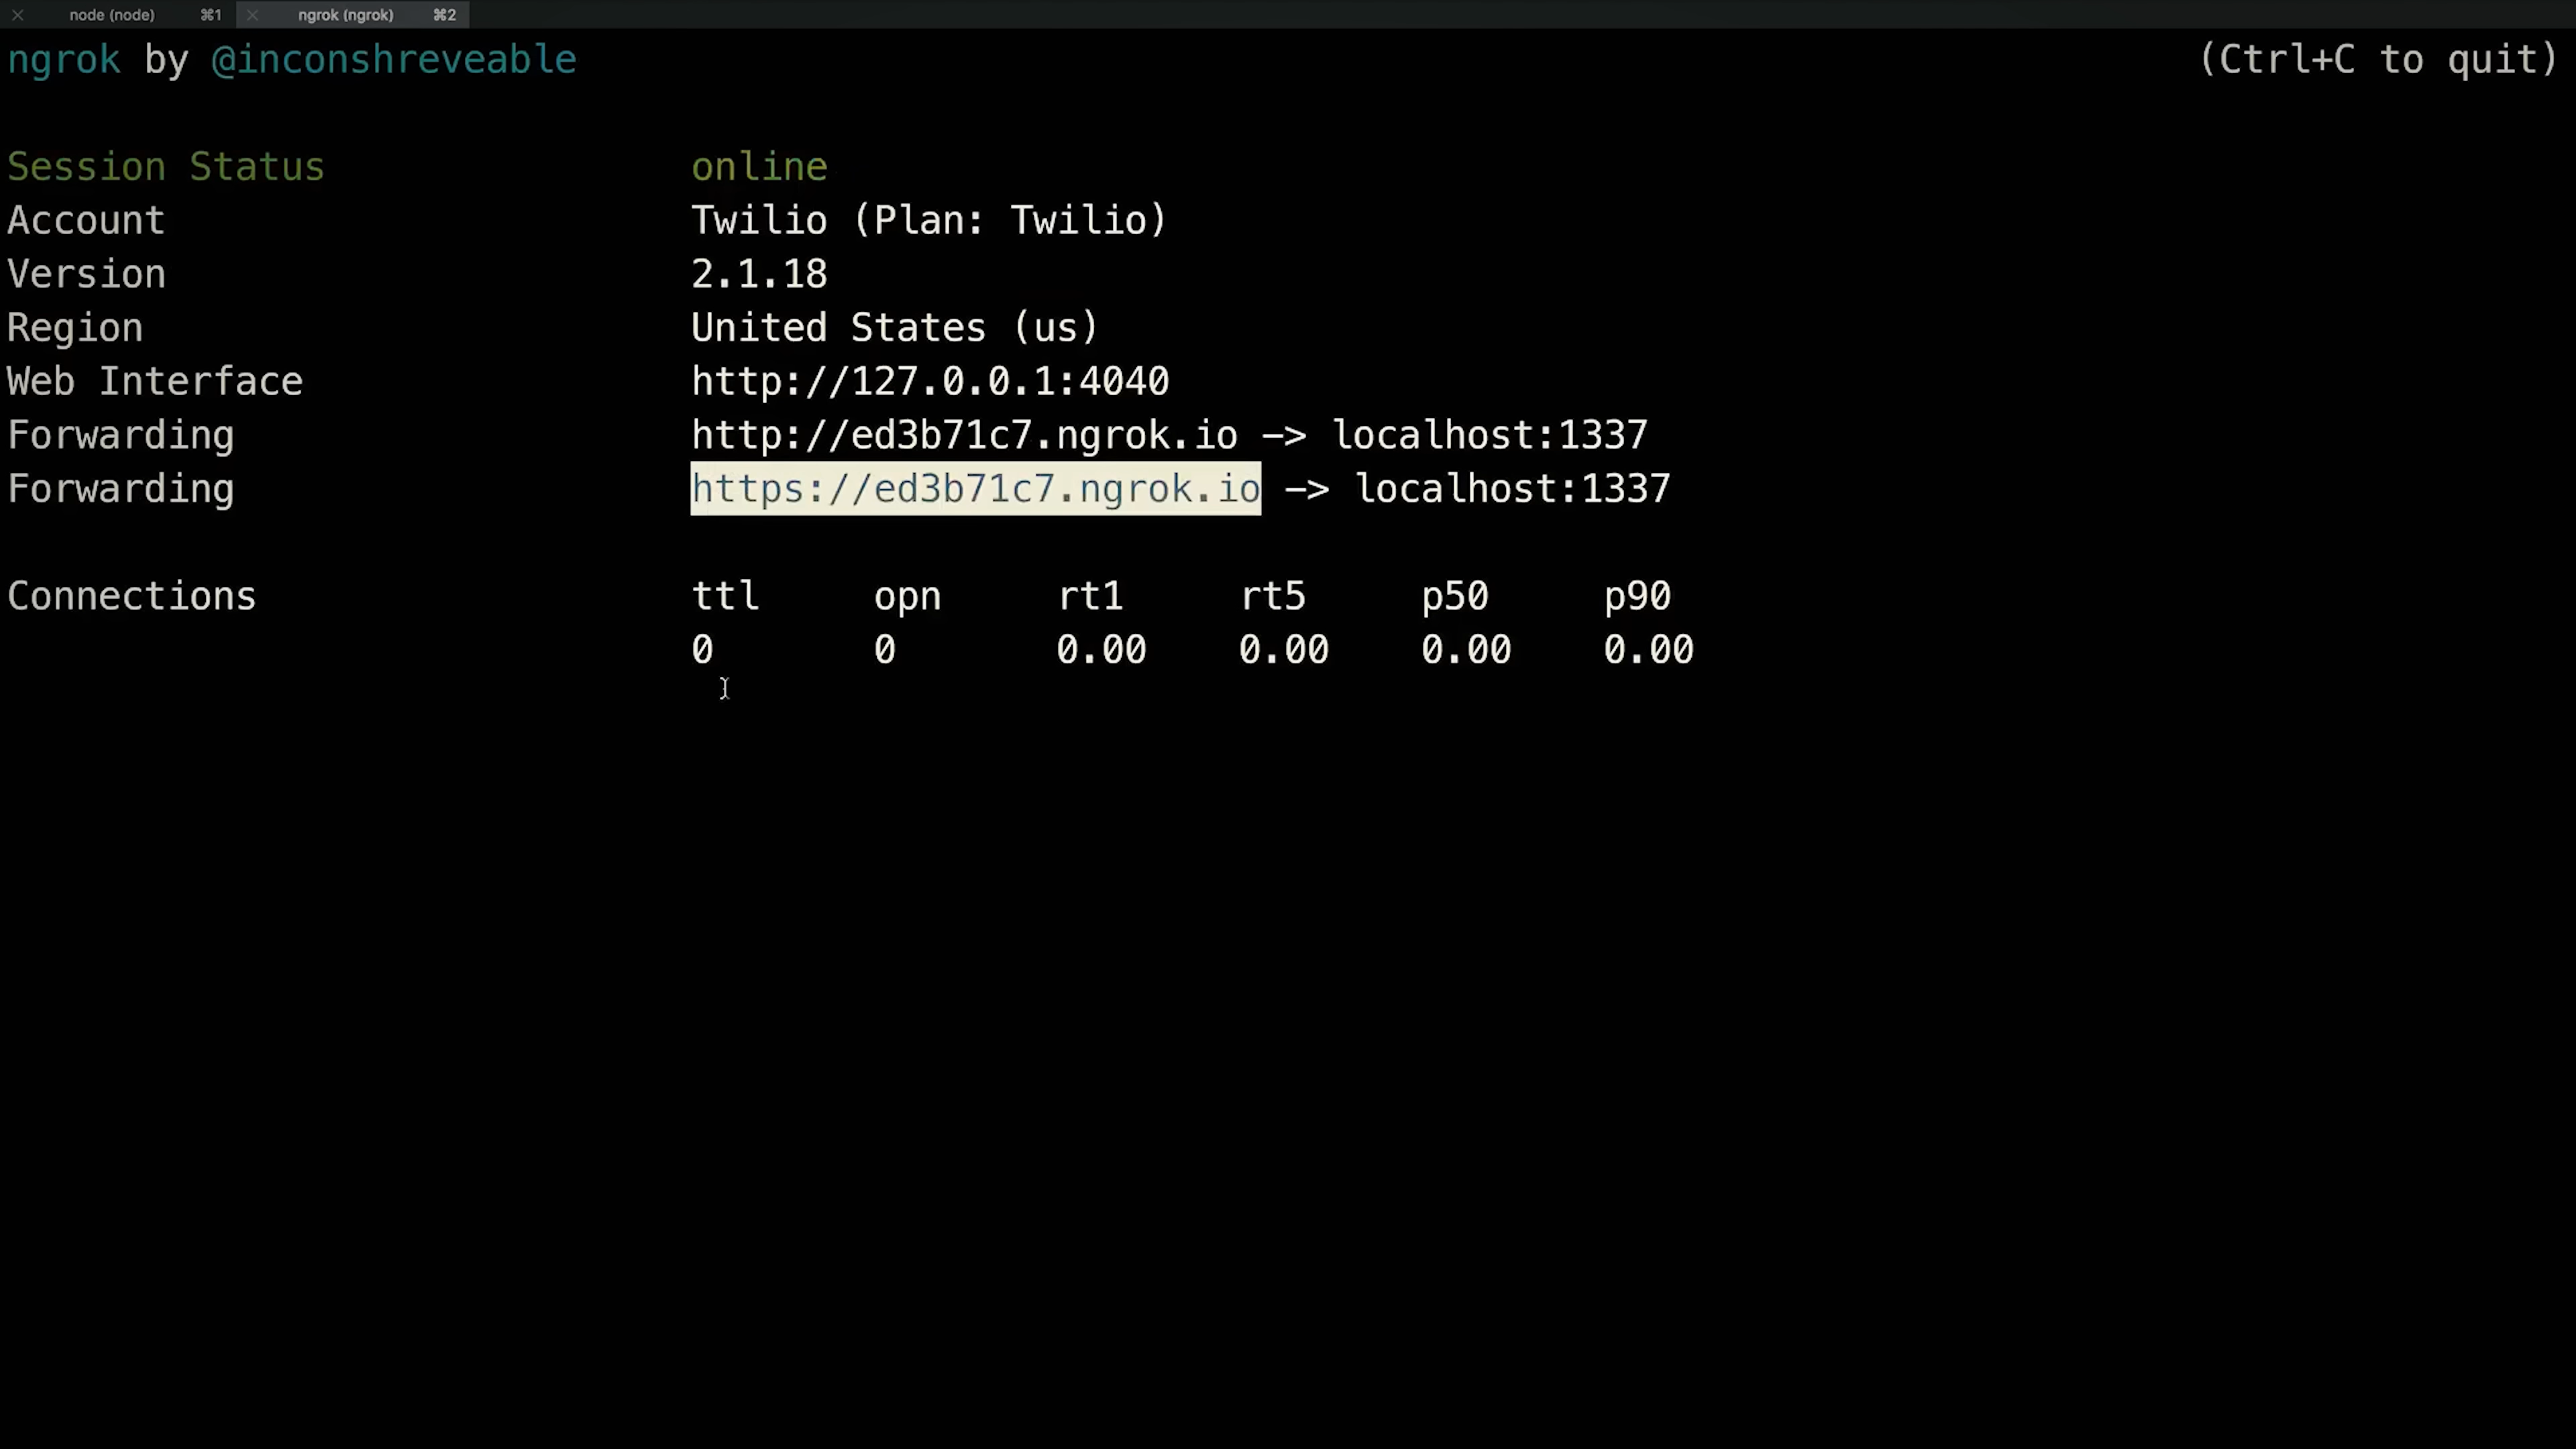 node (node) ⌘1 ngrok (ngrok) ⌘2
ngrok by @inconshreveable (Ctrl+C to quit)
Session Status online
Account Twilio (Plan: Twilio)
Version 2.1.18
Region United States (us)
Web Interface http://127.0.0.1:4040
Forwarding http://ed3b71c7.ngrok.io -> localhost:1337
Forwarding https://ed3b71c7.ngrok.io -> localhost:1337
Connections ttl opn rt1 rt5 p50 p90
0 0 0.00 0.00 0.00 0.00